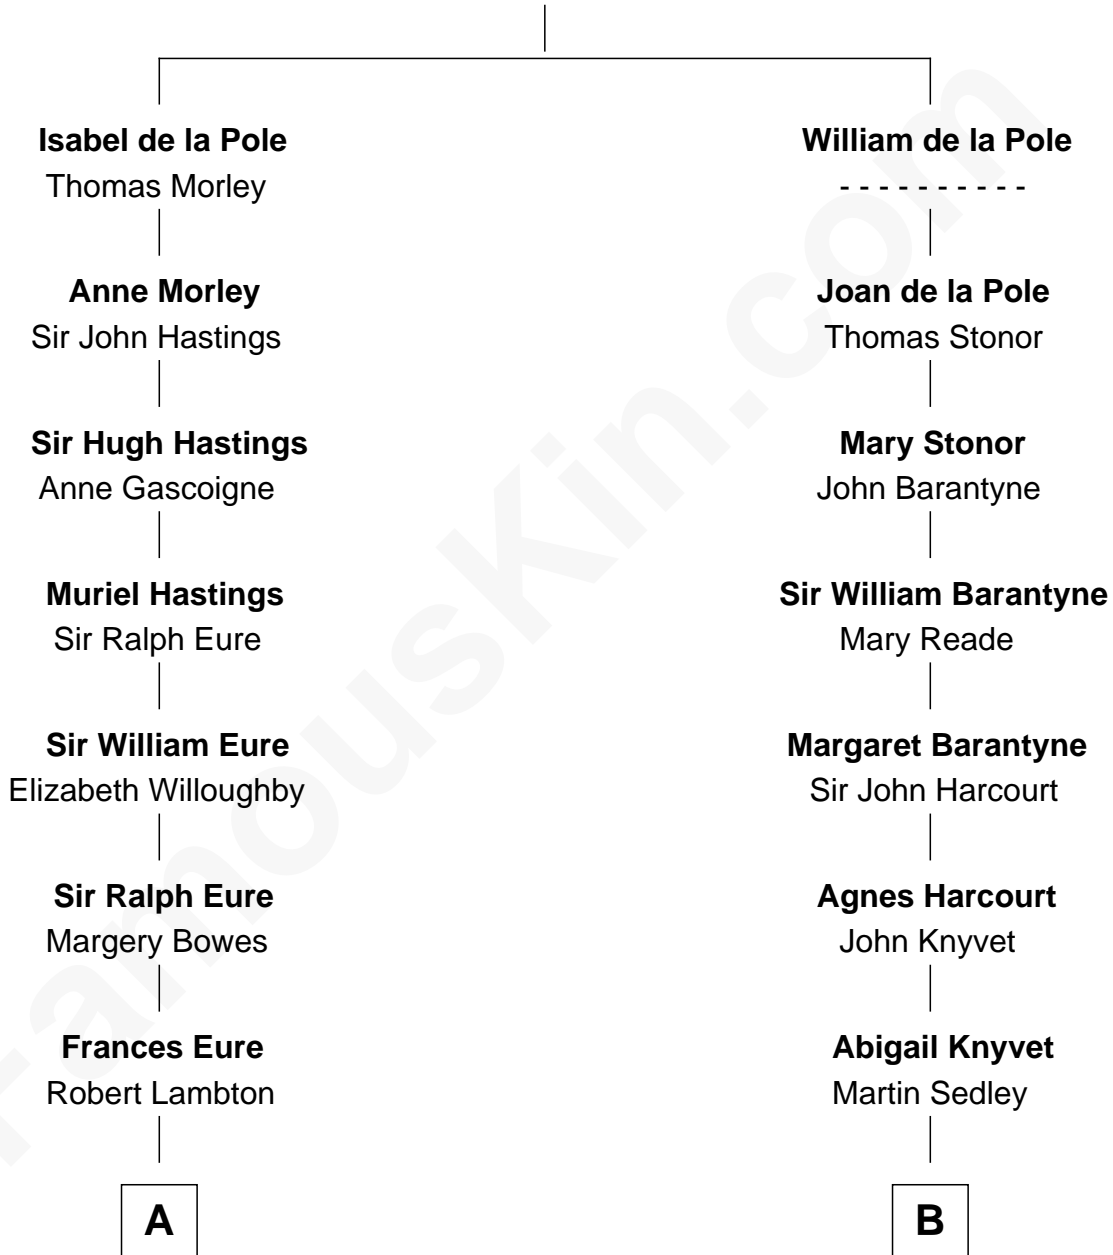 Isabel de la Pole
Thomas Morley
Anne Morley
Sir John Hastings
Sir Hugh Hastings
Anne Gascoigne
Muriel Hastings
Sir Ralph Eure
Sir William Eure
Elizabeth Willoughby
Sir Ralph Eure
Margery Bowes
Frances Eure
Robert Lambton
A
William de la Pole
- - - - - - - - - -
Joan de la Pole
Thomas Stonor
Mary Stonor
John Barantyne
Sir William Barantyne
Mary Reade
Margaret Barantyne
Sir John Harcourt
Agnes Harcourt
John Knyvet
Abigail Knyvet
Martin Sedley
B
FamousKin.com